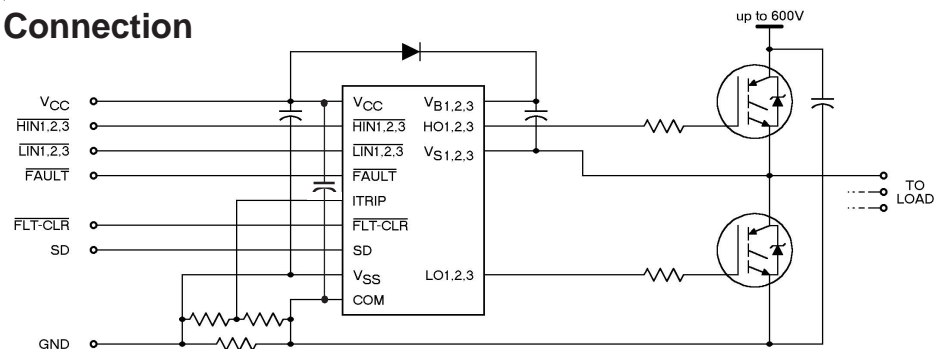 Connection
up to 600V
VCC
HIN1,2,3
LIN1,2,3
FAULT
FLT-CLR
SD
GND
VCC
HIN1,2,3
LIN1,2,3
FAULT
ITRIP
FLT-CLR
SD
VSS
COM
VB1,2,3
HO1,2,3
VS1,2,3
LO1,2,3
TO
LOAD